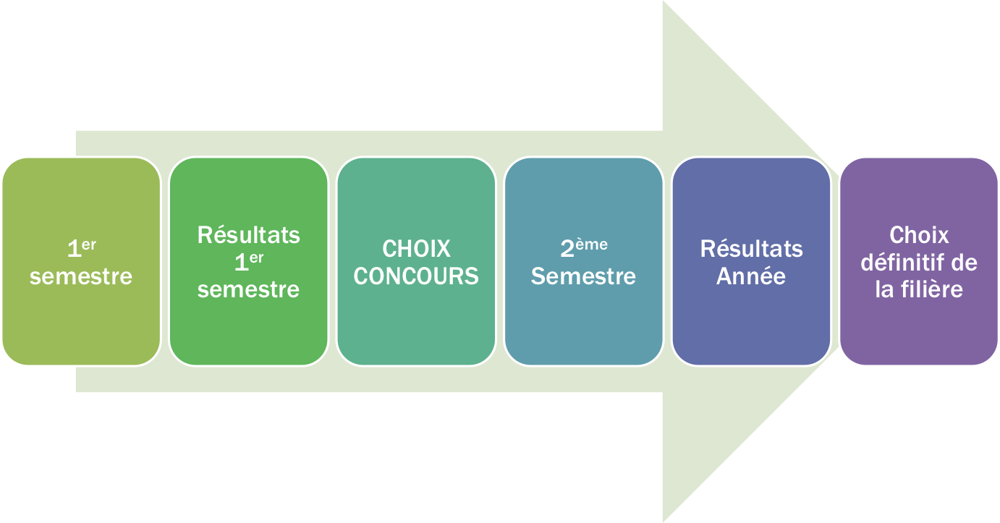 1er
semestre
Résultats
1er
semestre
CHOIX
CONCOURS
2ème
Semestre
Résultats
Année
Choix
définitif de
la filière